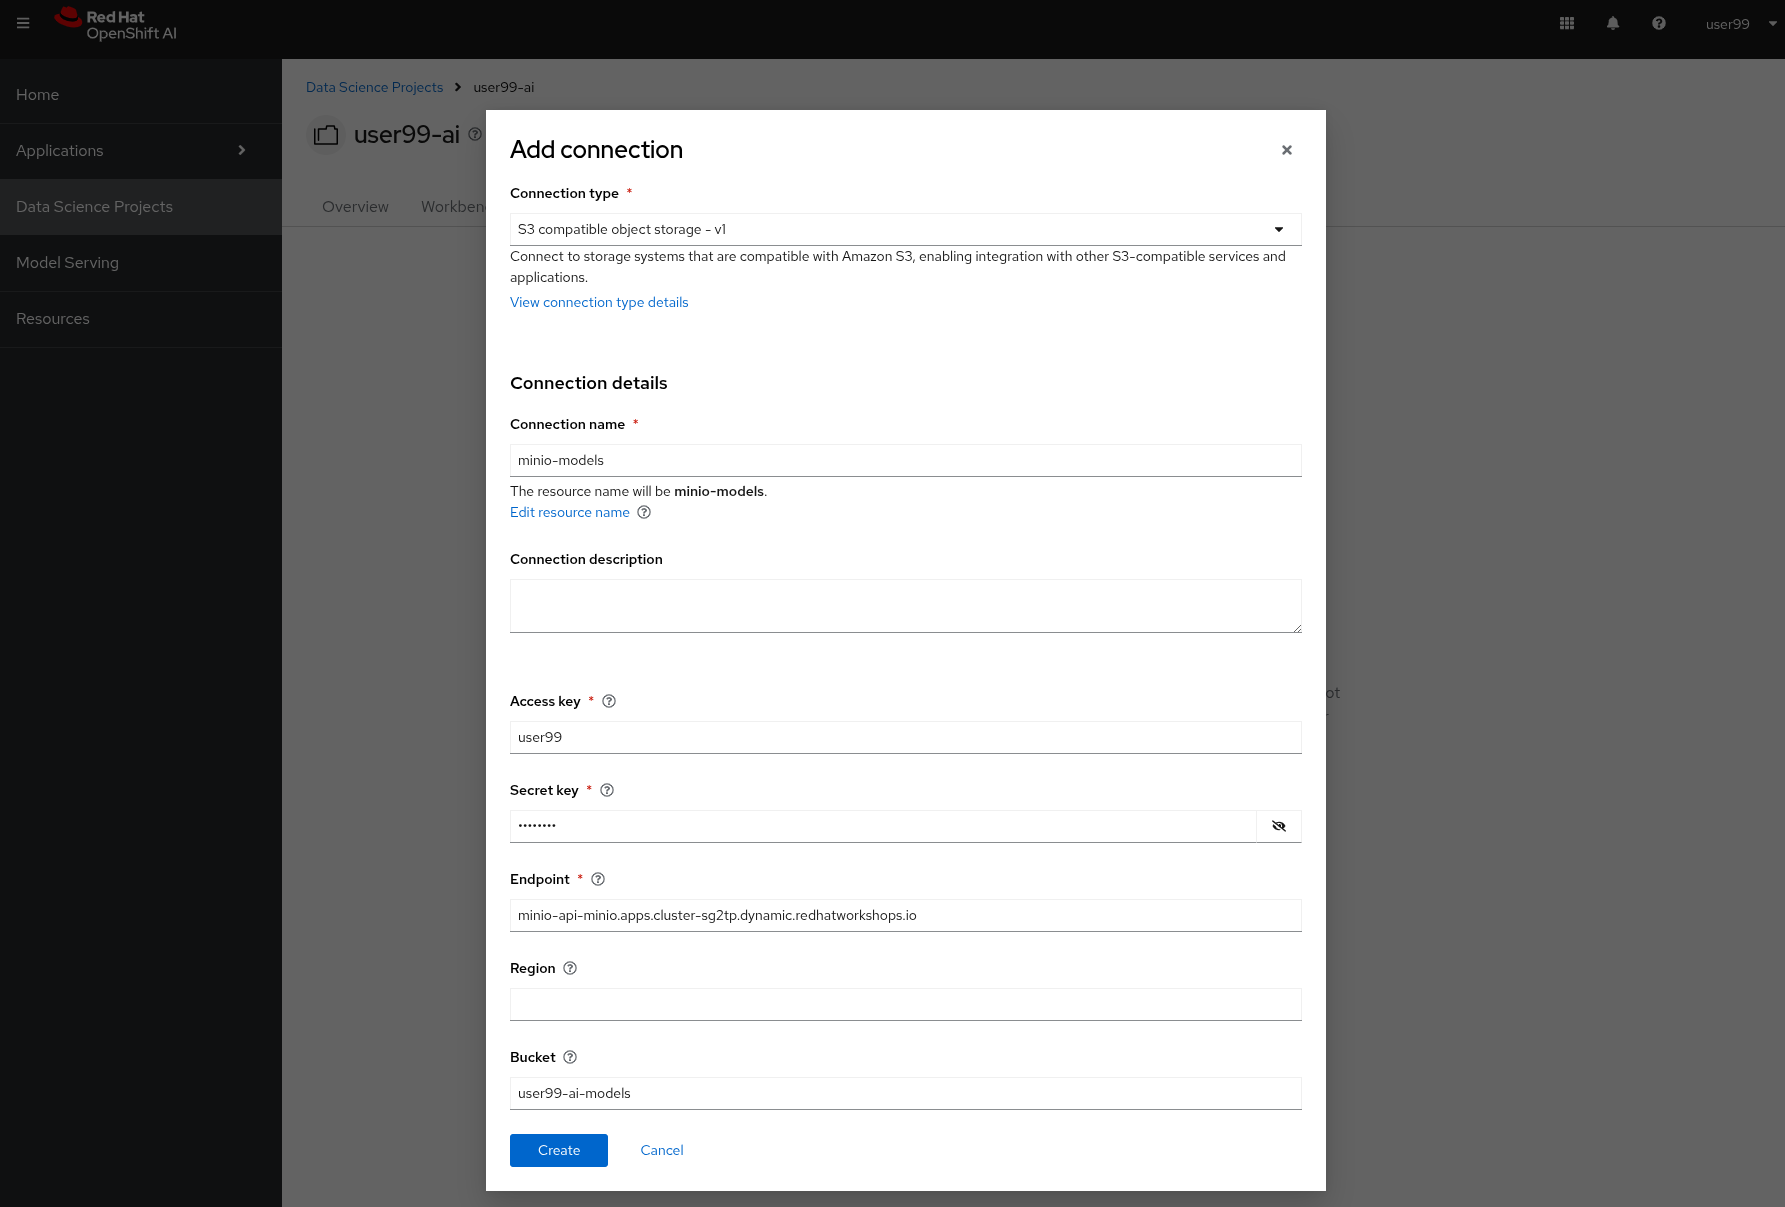 Red Hat
OpenShift AI
user99
Home
Applications
Data Science Projects
Model Serving
Resources
Data Science Projects > user99-ai
user99-ai
Overview
Workben
Add connection
Connection type *
S3 compatible object storage - v1
Connect to storage systems that are compatible with Amazon S3, enabling integration with other S3-compatible services and
applications.
View connection type details
Connection details
Connection name *
minio-models
The resource name will be minio-models.
Edit resource name
Connection description
Access key *
user99
Secret key *
••••••••
Endpoint *
minio-api-minio.apps.cluster-sg2tp.dynamic.redhatworkshops.io
Region
Bucket
user99-ai-models
Create Cancel
ot